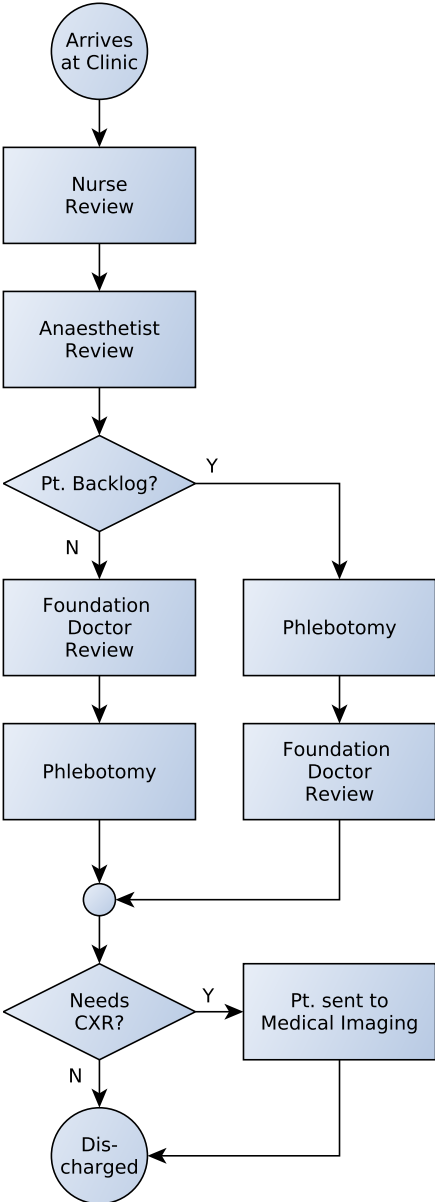 Arrives
at Clinic
Nurse
Review
Anaesthetist
Review
Pt. Backlog?
Y
N
Foundation
Doctor
Review
Phlebotomy
Phlebotomy
Foundation
Doctor
Review
Needs
CXR?
Y
Pt. sent to
Medical Imaging
N
Dis-
charged